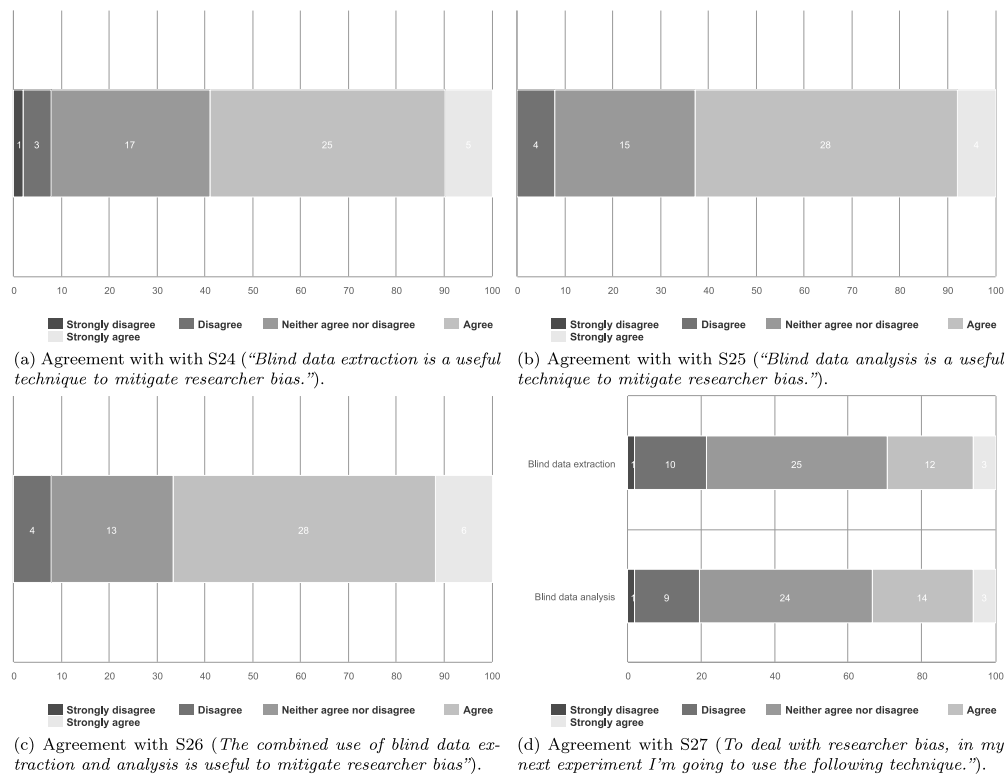 1 3 17 25 5
0 10 20 30 40 50 60 70 80 90 100
Strongly disagree Disagree Neither agree nor disagree Agree
Strongly agree
(a) Agreement with with S24 (“Blind data extraction is a useful
technique to mitigate researcher bias.”).
4 15 28 4
0 10 20 30 40 50 60 70 80 90 100
Strongly disagree Disagree Neither agree nor disagree Agree
Strongly agree
(b) Agreement with with S25 (“Blind data analysis is a useful
technique to mitigate researcher bias.”).
4 13 28 6
0 10 20 30 40 50 60 70 80 90 100
Strongly disagree Disagree Neither agree nor disagree Agree
Strongly agree
(c) Agreement with S26 (The combined use of blind data ex-
traction and analysis is useful to mitigate researcher bias”).
Blind data extraction 1 10 25 12 3
Blind data analysis 1 9 24 14 3
0 20 40 60 80 100
Strongly disagree Disagree Neither agree nor disagree Agree
Strongly agree
(d) Agreement with S27 (To deal with researcher bias, in my
next experiment I’m going to use the following technique.”).